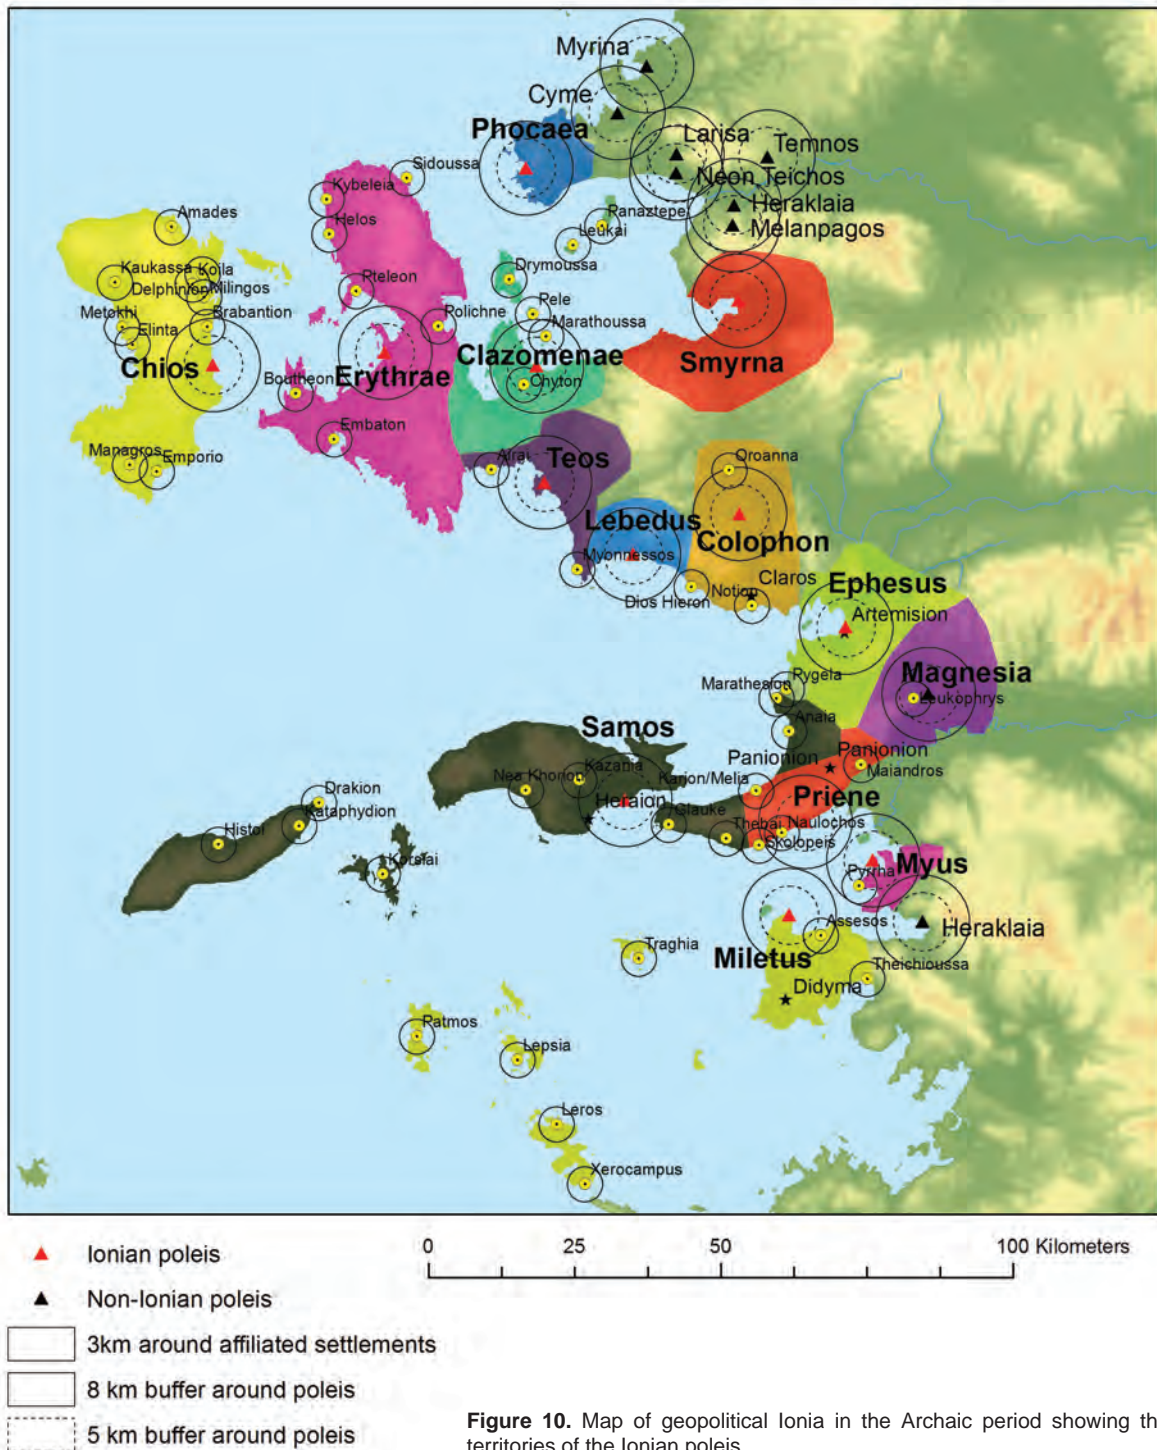 Myrina
Cyme
Phocaea
Larisa
Temnos
Neon Teichos
Heraklaia
Melanpagos
Sidoussa
Kybeleia
Helos
Panaztepe
Leukai
Amades
Kaukassa
Koila
Delphinion
Milingos
Pteleon
Drymoussa
Pele
Metokhi
Brabantion
Polichne
Marathoussa
Elinta
Chios
Erythrae
Clazomenae
Smyrna
Boutheon
Chyton
Embaton
Managros
Emporio
Airai
Teos
Oroanna
Lebedus
Colophon
Myonnessos
Claros
Dios Hieron
Notion
Ephesus
Artemision
Magnesia
Leukophrys
Marathesion
Pygela
Anaia
Samos
Panionion
Panionion
Maiandros
Nea Khorion
Kazania
Karion/Melia
Priene
Heraion
Glauke
Thebai
Naulochos
Skolopeis
Drakion
Kataphydion
Histoi
Korsiai
Pyrrha
Myus
Assesos
Heraklaia
Traghia
Miletus
Theichioussa
Didyma
Patmos
Lepsia
Leros
Xerocampus
0 25 50 100 Kilometers
Ionian poleis
Non-Ionian poleis
3km around affiliated settlements
8 km buffer around poleis
5 km buffer around poleis
Figure 10. Map of geopolitical Ionia in the Archaic period showing th
territories of the Ionian poleis